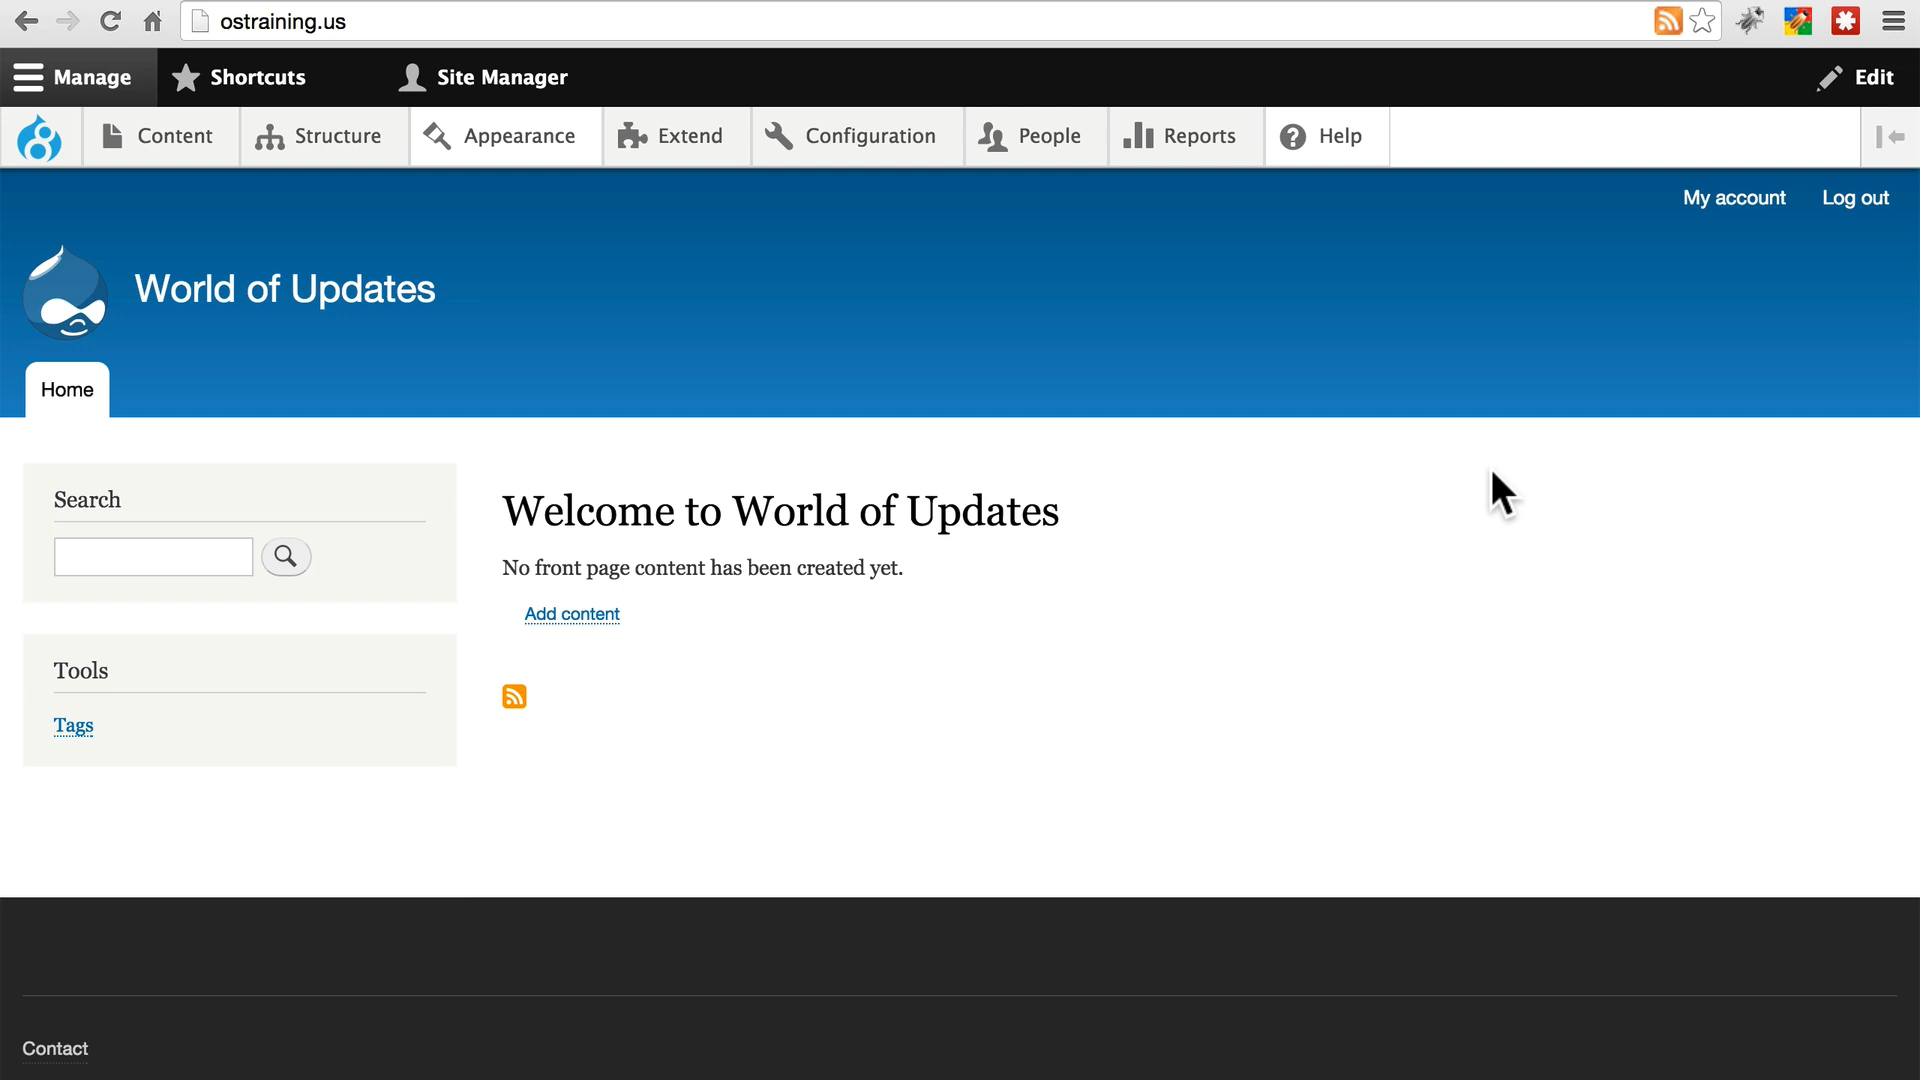 ostraining.us
Manage Shortcuts Site Manager Edit
Content Structure Appearance Extend Configuration People Reports Help
My account Log out
World of Updates
Home
Search
Welcome to World of Updates
No front page content has been created yet.
Add content
Tools
Tags
Contact